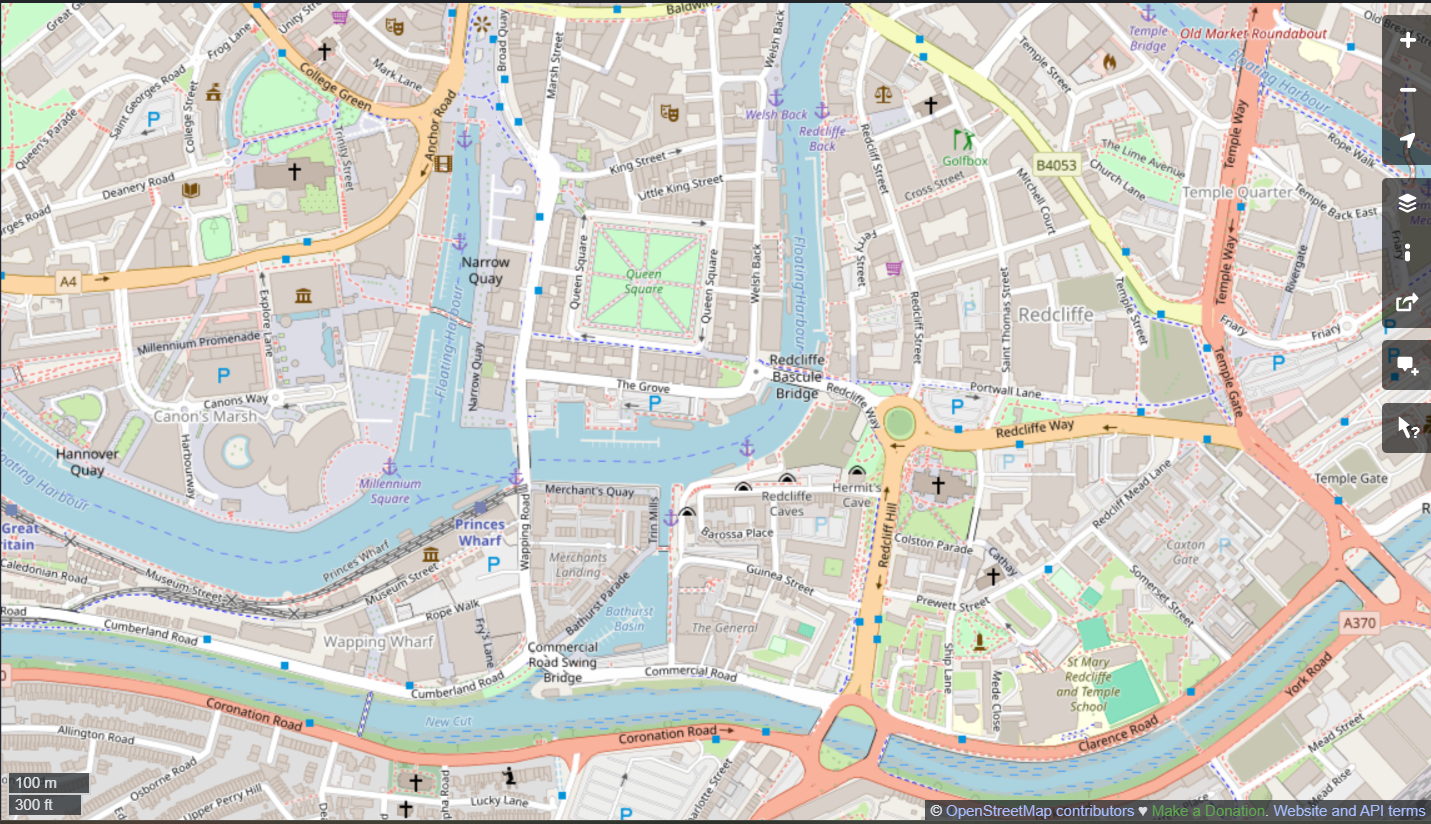 Great Ge
Unity St
Baldwin
Frog Lane
Broad Quay
Marsh Street
Welsh Back
Temple Bridge
Old Market Roundabout
Old Bread Street
Mark Lane
College Green
Temple Street
Floating Harbour
Saint Georges Road
College Street
P
Anchor Road
Welsh Back
Redcliffe Back
Temple Way
Queen's Parade
Trinity Street
King Street
Redcliff Street
Golfbox
B4053
The Lime Avenue
Rope Walk
Church Lane
Deanery Road
Little King Street
Cross Street
Mitchell Court
Temple Quarter
Temple Back East
rges Road
Narrow Quay
Queen Square
Queen Square
Queen Square
Welsh Back
Floating Harbour
Ferry Street
Temple Way
Rivergate
Friary
A4
Explore Lane
Floating Harbour
Redcliff Street
P
Saint Thomas Street
Redcliffe
Temple Street
Friary
Friary
P
Millennium Promenade
P
Narrow Quay
The Grove
P
Redcliffe Bascule Bridge
Redcliffe Way
Portwall Lane
P
Temple Gate
P
P
Canons Way
Canon's Marsh
Redcliffe Way
Harbourway
Hannover Quay
oating Harbour
Millennium Square
Merchant's Quay
Redcliffe Caves
Hermit's Cave
P
Redcliff Mead Lane
Temple Gate
R
Great
ritain
Princes Wharf
Wapping Road
Trin Mills
Barossa Place
P
Redcliff Hill
Colston Parade
Cathay
Caxton Gate
P
Princes Wharf
Merchants Landing
Caledonian Road
Museum Street
Museum Street
P
Guinea Street
Somerset Street
Road
Rope Walk
Bathurst Parade
Bathurst Basin
Prewett Street
A370
Cumberland Road
Wapping Wharf
Fry's Lane
The General
Commercial Road Swing Bridge
Ship Lane
St Mary Redcliffe and Temple School
York Road
0
Cumberland Road
Commercial Road
Mede Close
Coronation Road
New Cut
Coronation Road
Clarence Road
Allington Road
Mead Street
Osborne Road
Upper Perry Hill
Lucky Lane
P
arlotte Street
Mead Rise
100 m
300 ft
© OpenStreetMap contributors ♥ Make a Donation. Website and API terms